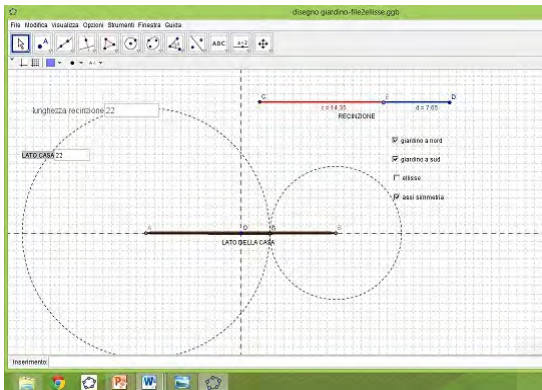 disegno giardino-file2ellisse.ggb
File Modifica Visualizza Opzioni Strumenti Finestra Guida
ABC
a=2
lunghezza recinzione 22
C
E
D
c = 14.35
d = 7.65
RECINZIONE
giardino a nord
LATO CASA 22
giardino a sud
ellisse
assi simmetria
A
O
B
LATO DELLA CASA
Inserimento: